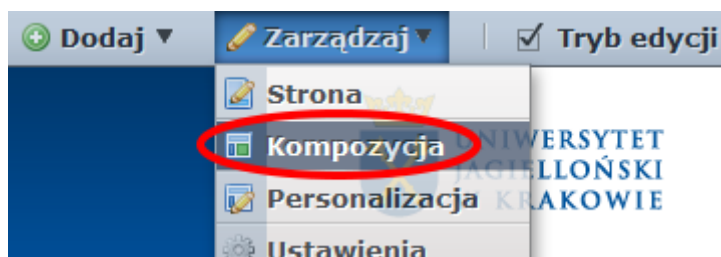 Dodaj ▼ Zarządzaj ▼ Tryb edycji
Strona
Kompozycja
Personalizacja
Ustawienia
UNIWERSYTET
JAGIELLOŃSKI
W KRAKOWIE